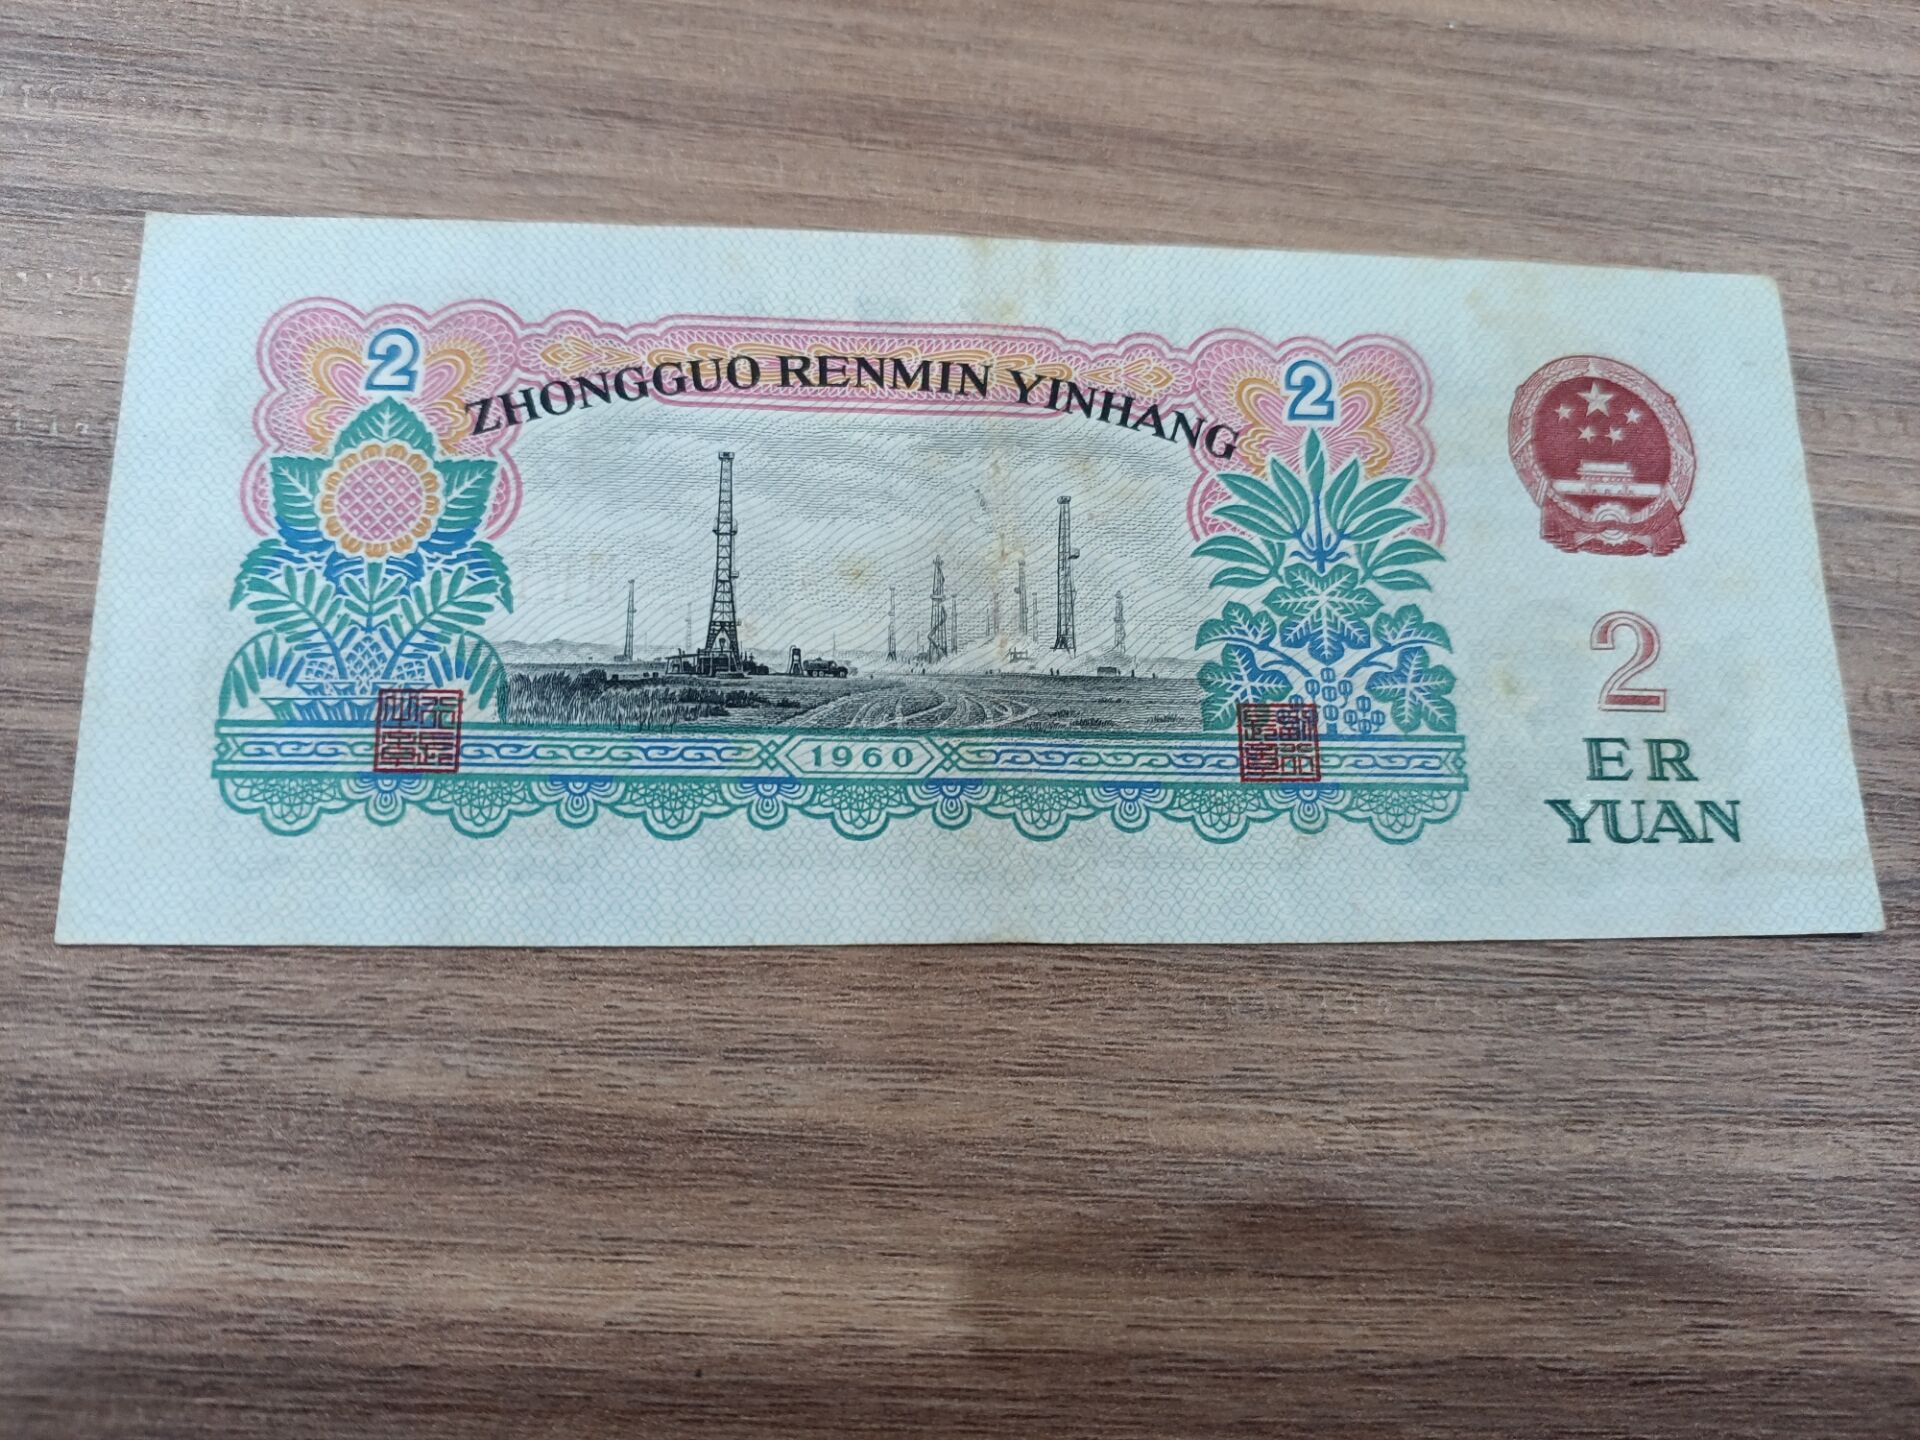 2
2
ZHONGGUO RENMIN YINHANG
1960
2
ER
YUAN